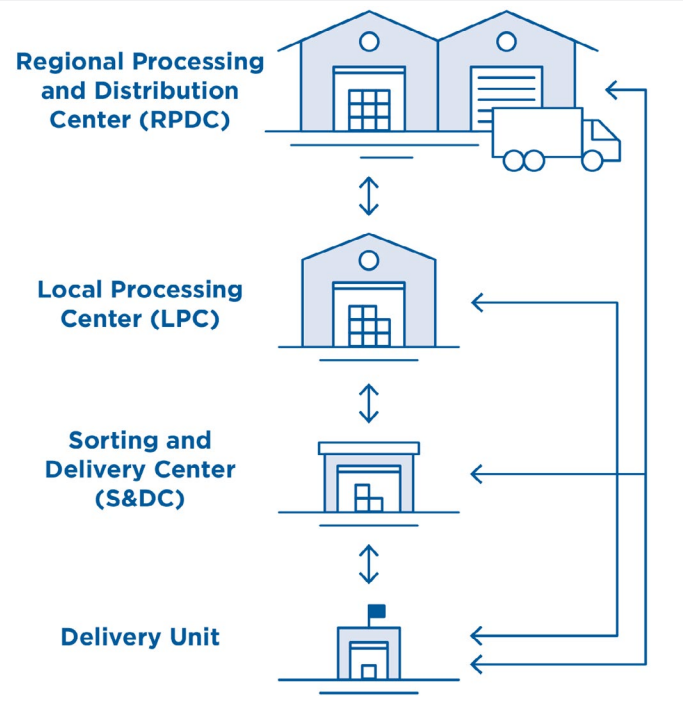 Regional Processing
and Distribution
Center (RPDC)
Local Processing
Center (LPC)
Sorting and
Delivery Center
(S&DC)
Delivery Unit